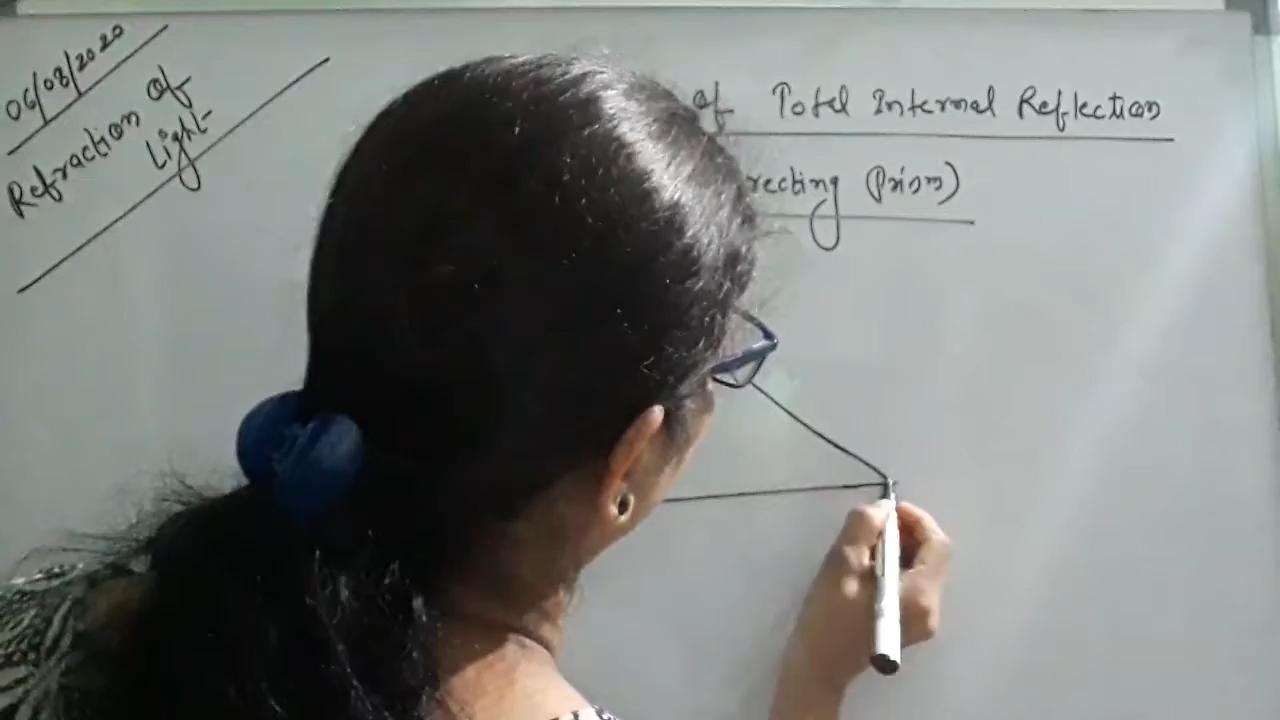 06/08/2020
Refraction of
Light
of Total Internal Reflection
recting Prism)